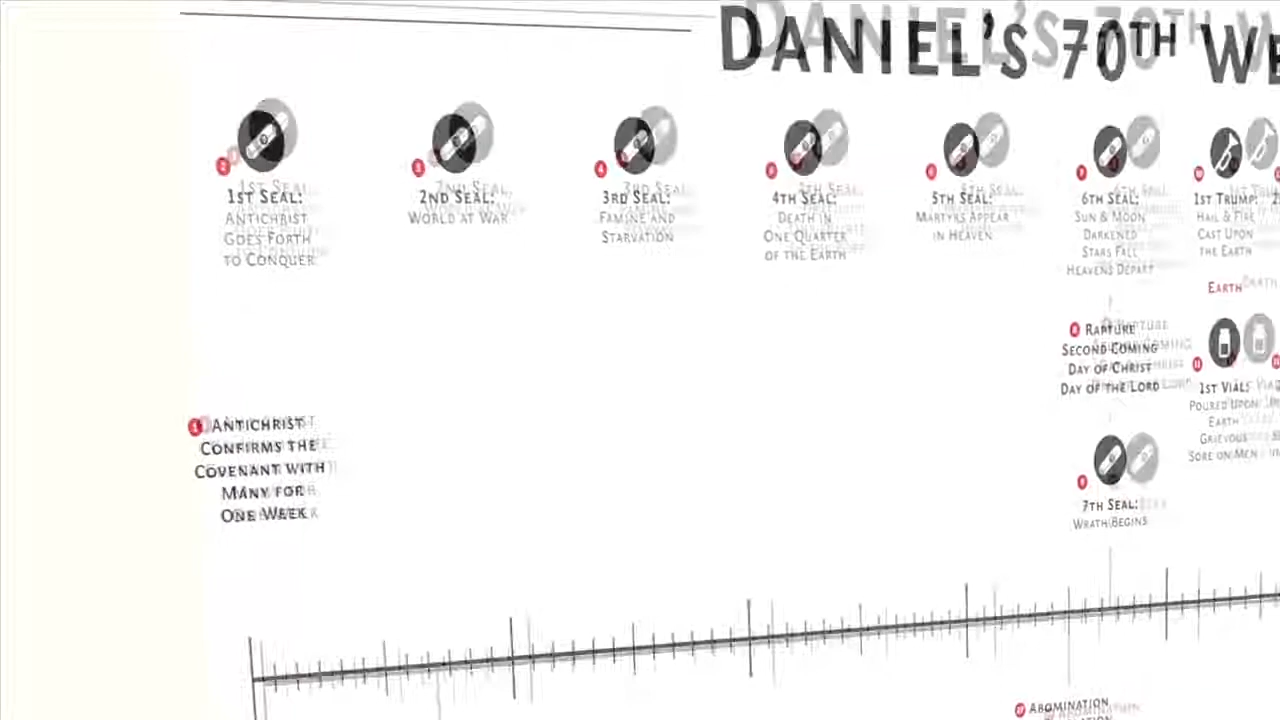 DANIEL'S 70TH
2
1ST SEAL:
ANTICHRIST
GOES FORTH
TO CONQUER
3
2ND SEAL:
WORLD AT WAR
4
3RD SEAL:
FAMINE AND
STARVATION
4TH SEAL:
DEATH IN
ONE QUARTER
OF THE EARTH
5TH SEAL:
MARTYRS APPEAR
IN HEAVEN
6TH SEAL:
SUN & MOON
DARKENED
STARS FALL
HEAVENS DEPART
1ST TRUMP:
HAIL & FIRE
CAST UPON
THE EARTH
EARTH
RAPTURE
SECOND COMING
DAY OF CHRIST
DAY OF THE LORD
1ST VIAL:
POURED UPON
EARTH
GRIEVOUS
SORE ON MEN
7TH SEAL:
WRATH BEGINS
1 ANTICHRIST
CONFIRMS THE
COVENANT WITH
MANY FOR
ONE WEEK
ABOMINATION